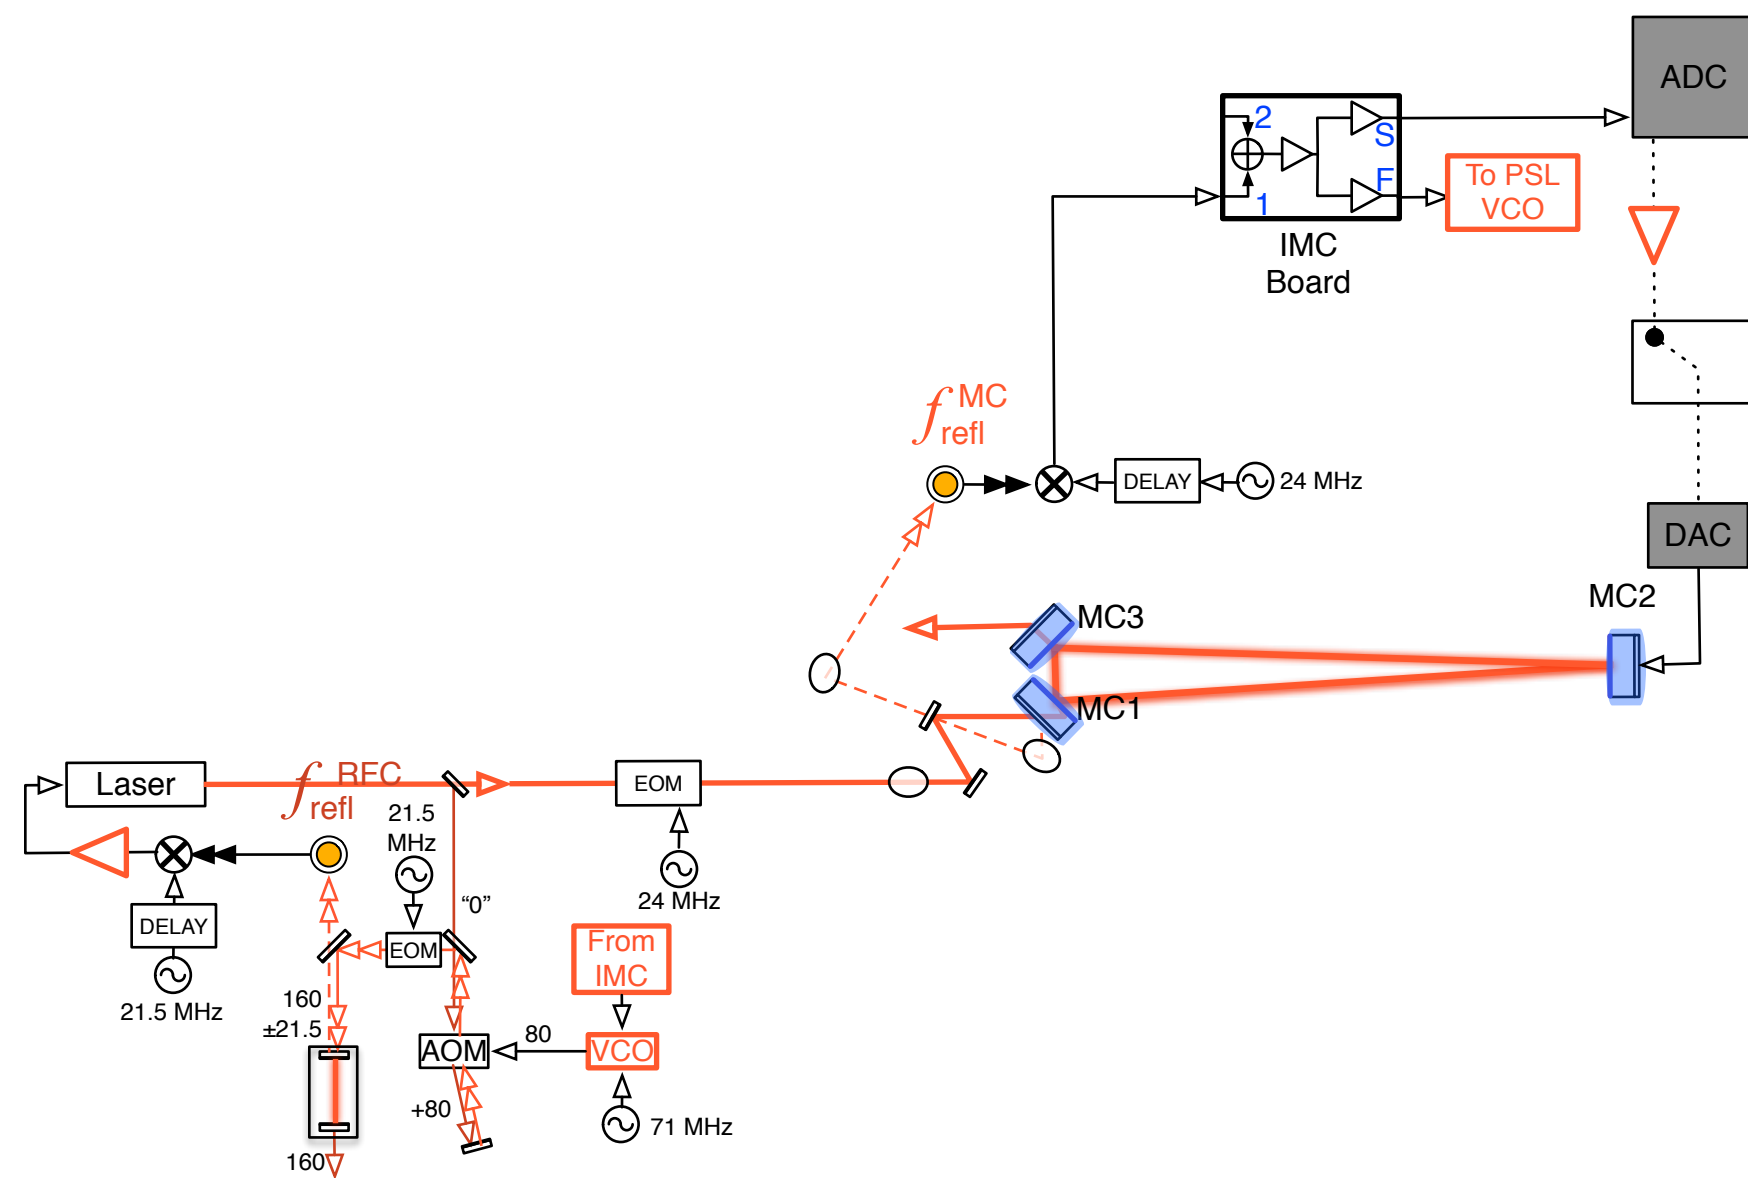 ADC
2
S
To PSL
VCO
F
1
IMC
Board
f MC
refl
DELAY
24 MHz
DAC
MC2
MC3
MC1
Laser
f RFC
refl
EOM
21.5
MHz
24 MHz
"0"
DELAY
EOM
From
IMC
21.5 MHz
160
±21.5
AOM
80
VCO
+80
71 MHz
160